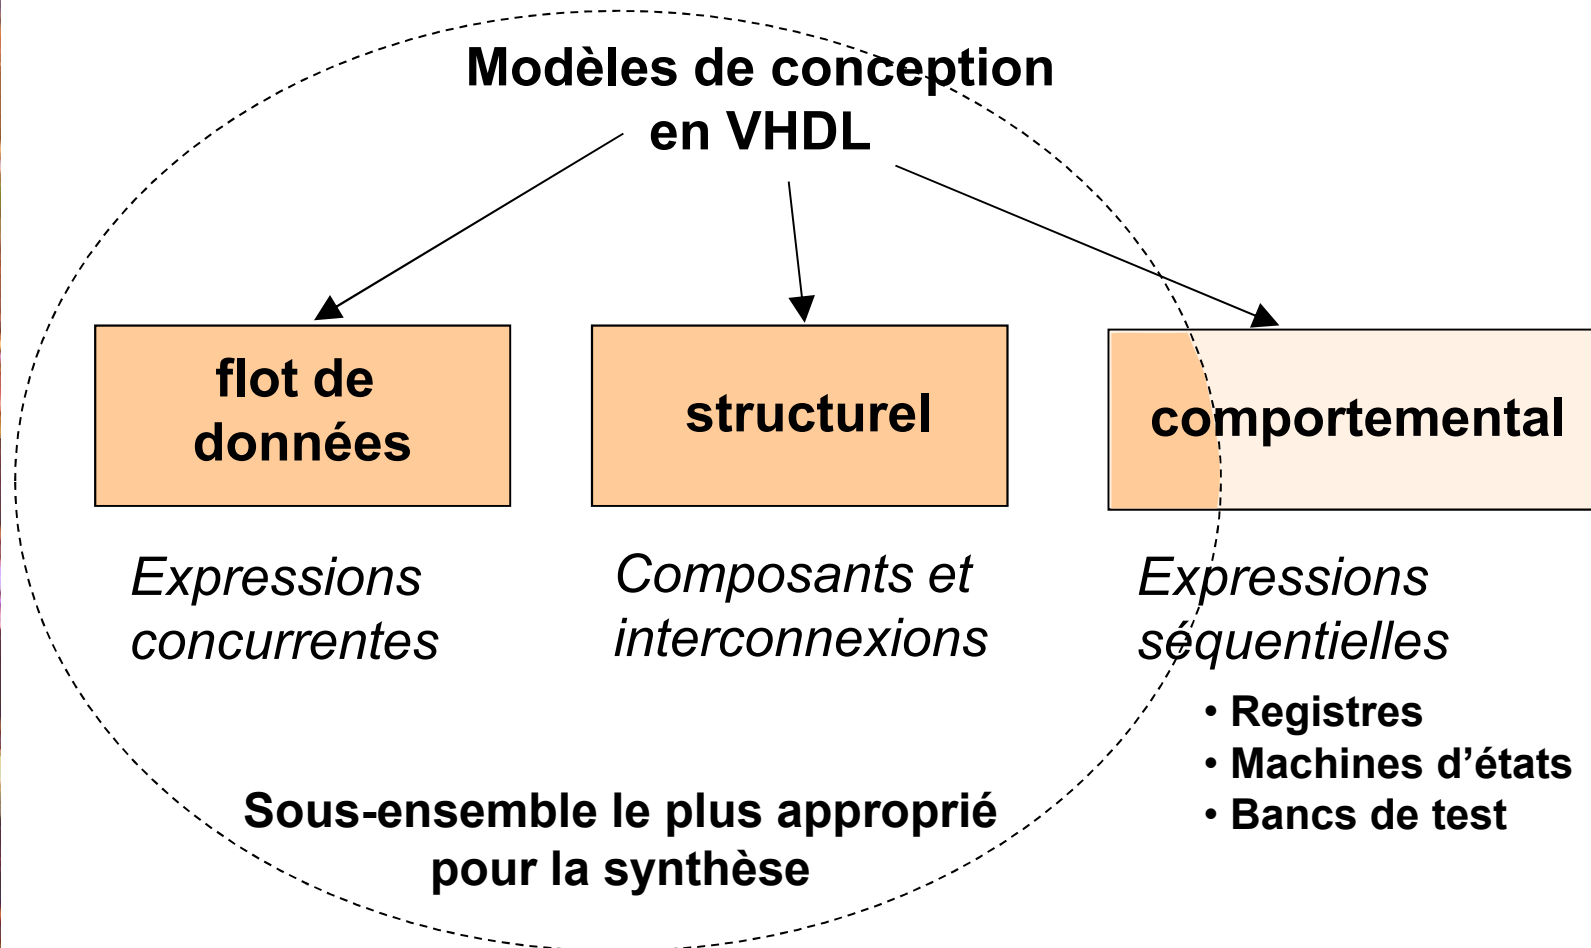 Modèles de conception
en VHDL
flot de
données
structurel
comportemental
Expressions
concurrentes
Composants et
interconnexions
Expressions
séquentielles
• Registres
• Machines d’états
• Bancs de test
Sous-ensemble le plus approprié
pour la synthèse